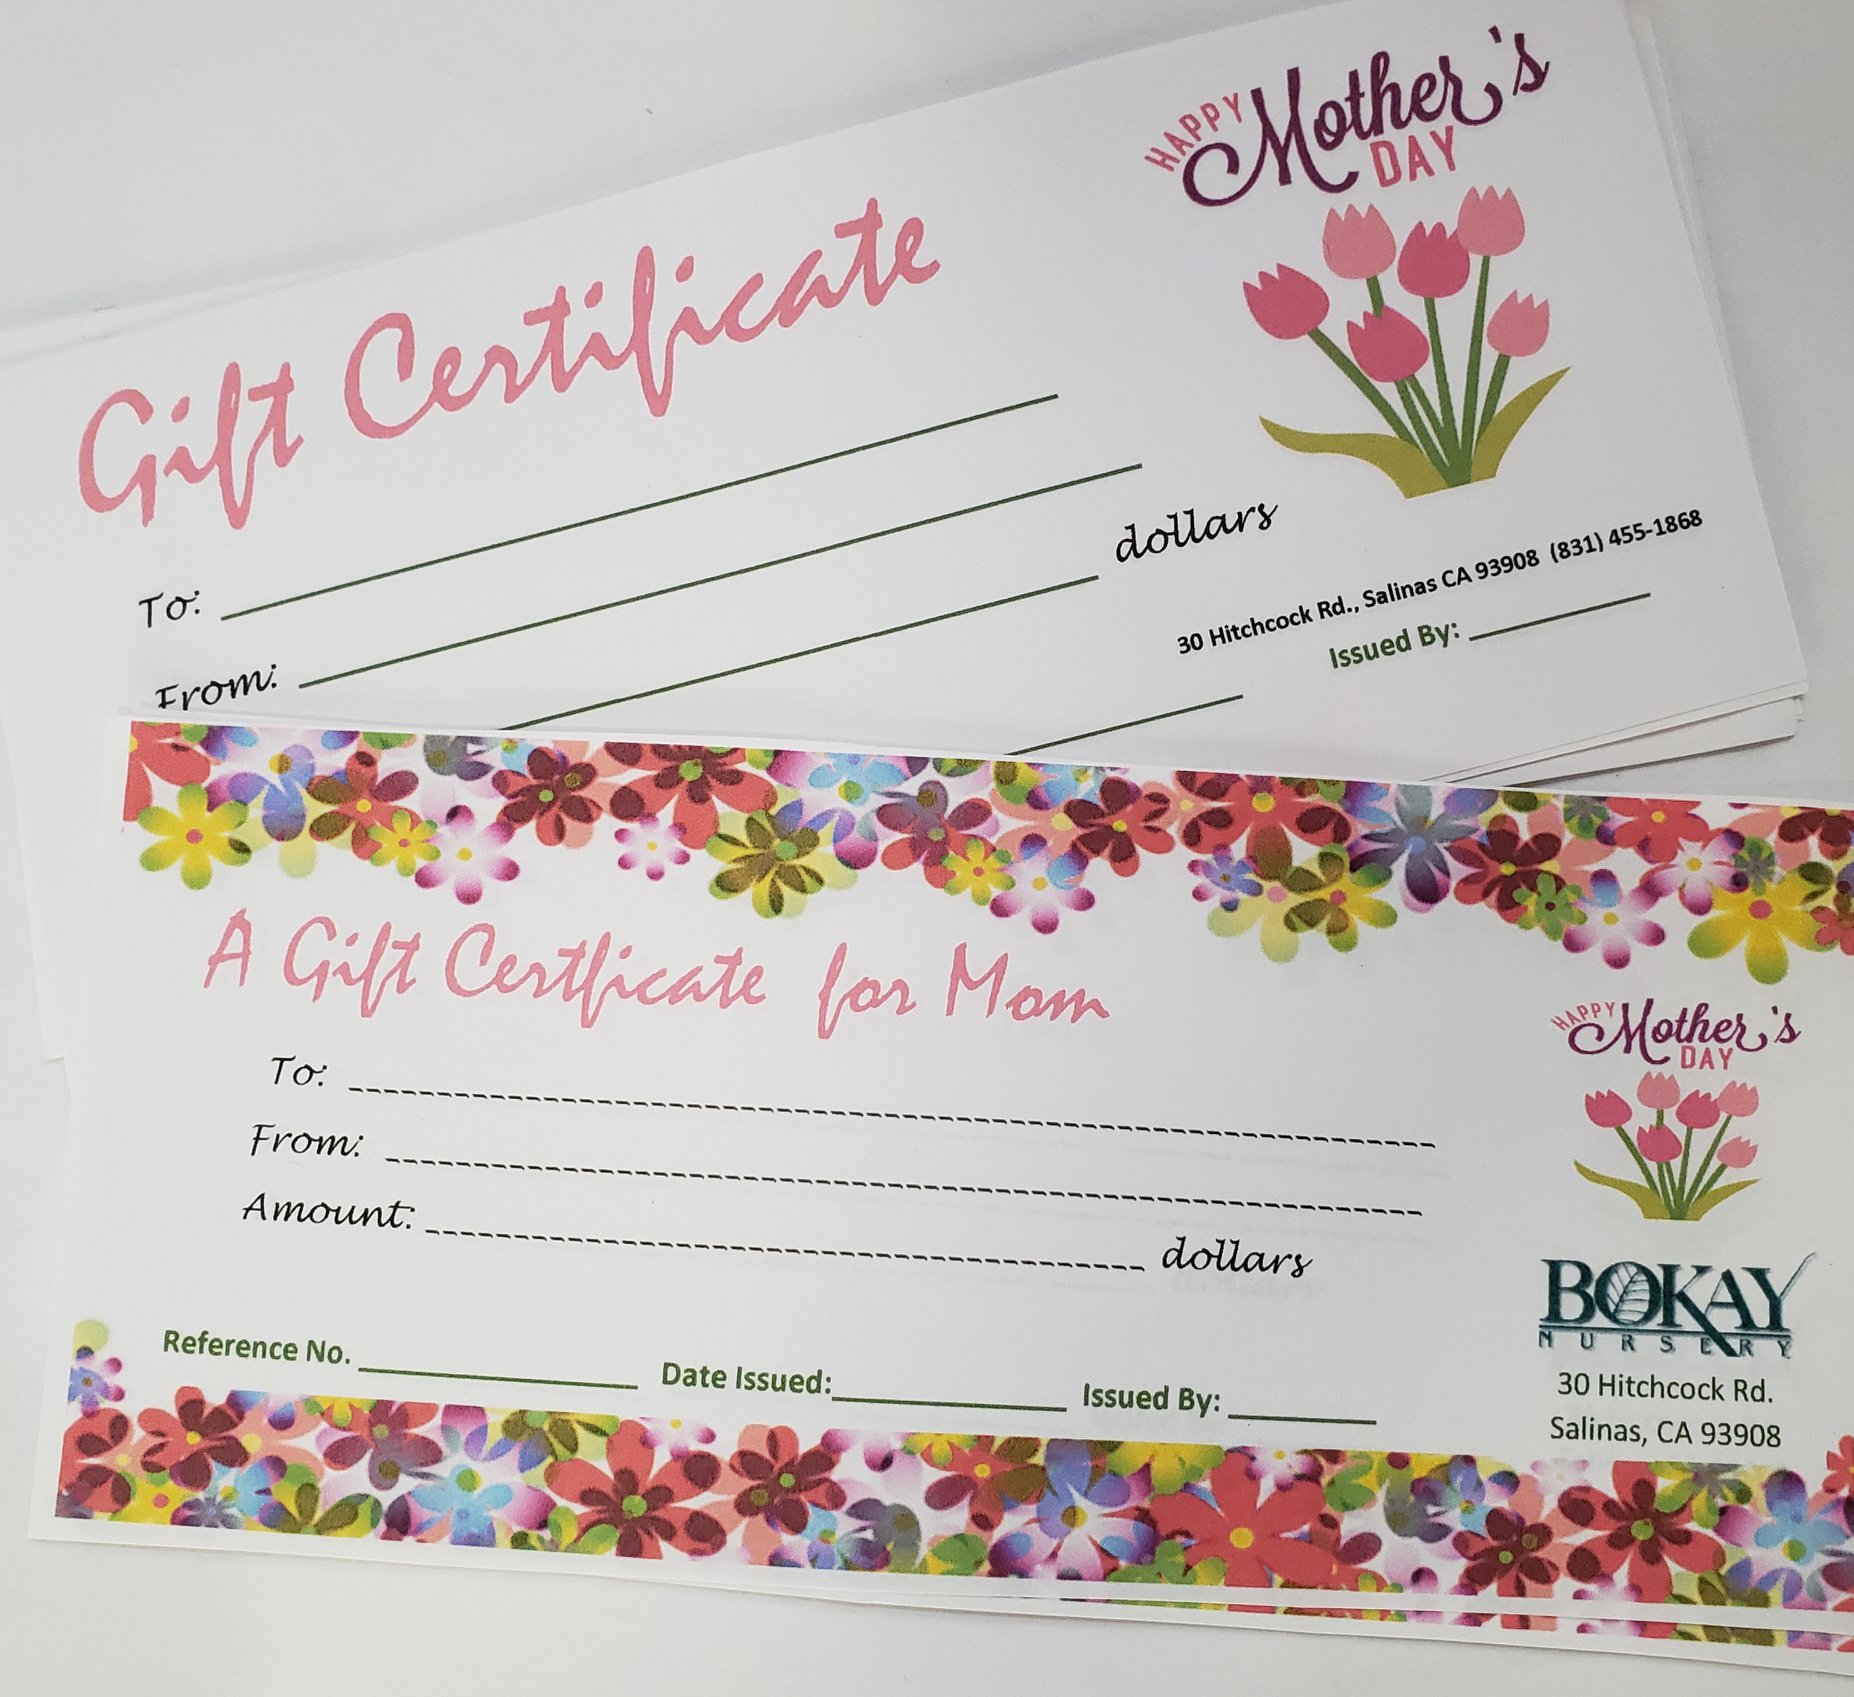 HAPPY
Mother's
DAY
Gift Certificate
To:
From:
dollars
30 Hitchcock Rd., Salinas CA 93908 (831) 455-1868
Issued By:
A Gift Certficate for Mom
HAPPY
Mother's
DAY
To:
From:
Amount: dollars
BOKAY
NURSERY
30 Hitchcock Rd.
Salinas, CA 93908
Reference No. Date Issued: Issued By: